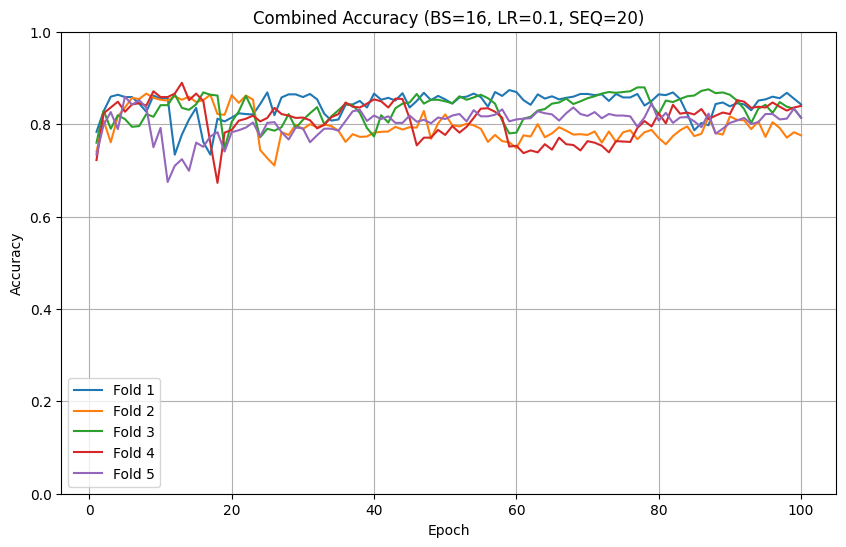 Combined Accuracy (BS=16, LR=0.1, SEQ=20)
1.0
0.8
0.6
0.4
0.2
0.0
Accuracy
Fold 1
Fold 2
Fold 3
Fold 4
Fold 5
0 20 40 60 80 100
Epoch